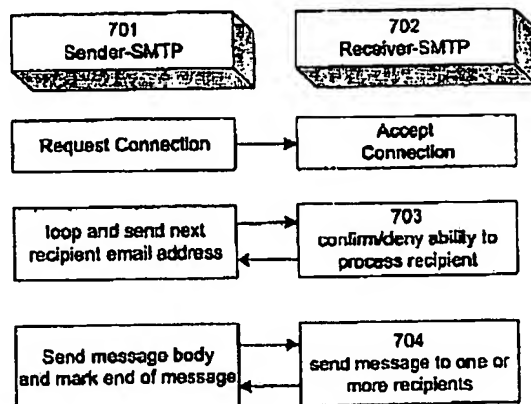 701
Sender-SMTP
702
Receiver-SMTP
Request Connection
Accept
Connection
loop and send next
recipient email address
703
confirm/deny ability to
process recipient
Send message body
and mark end of message
704
send message to one or
more recipients